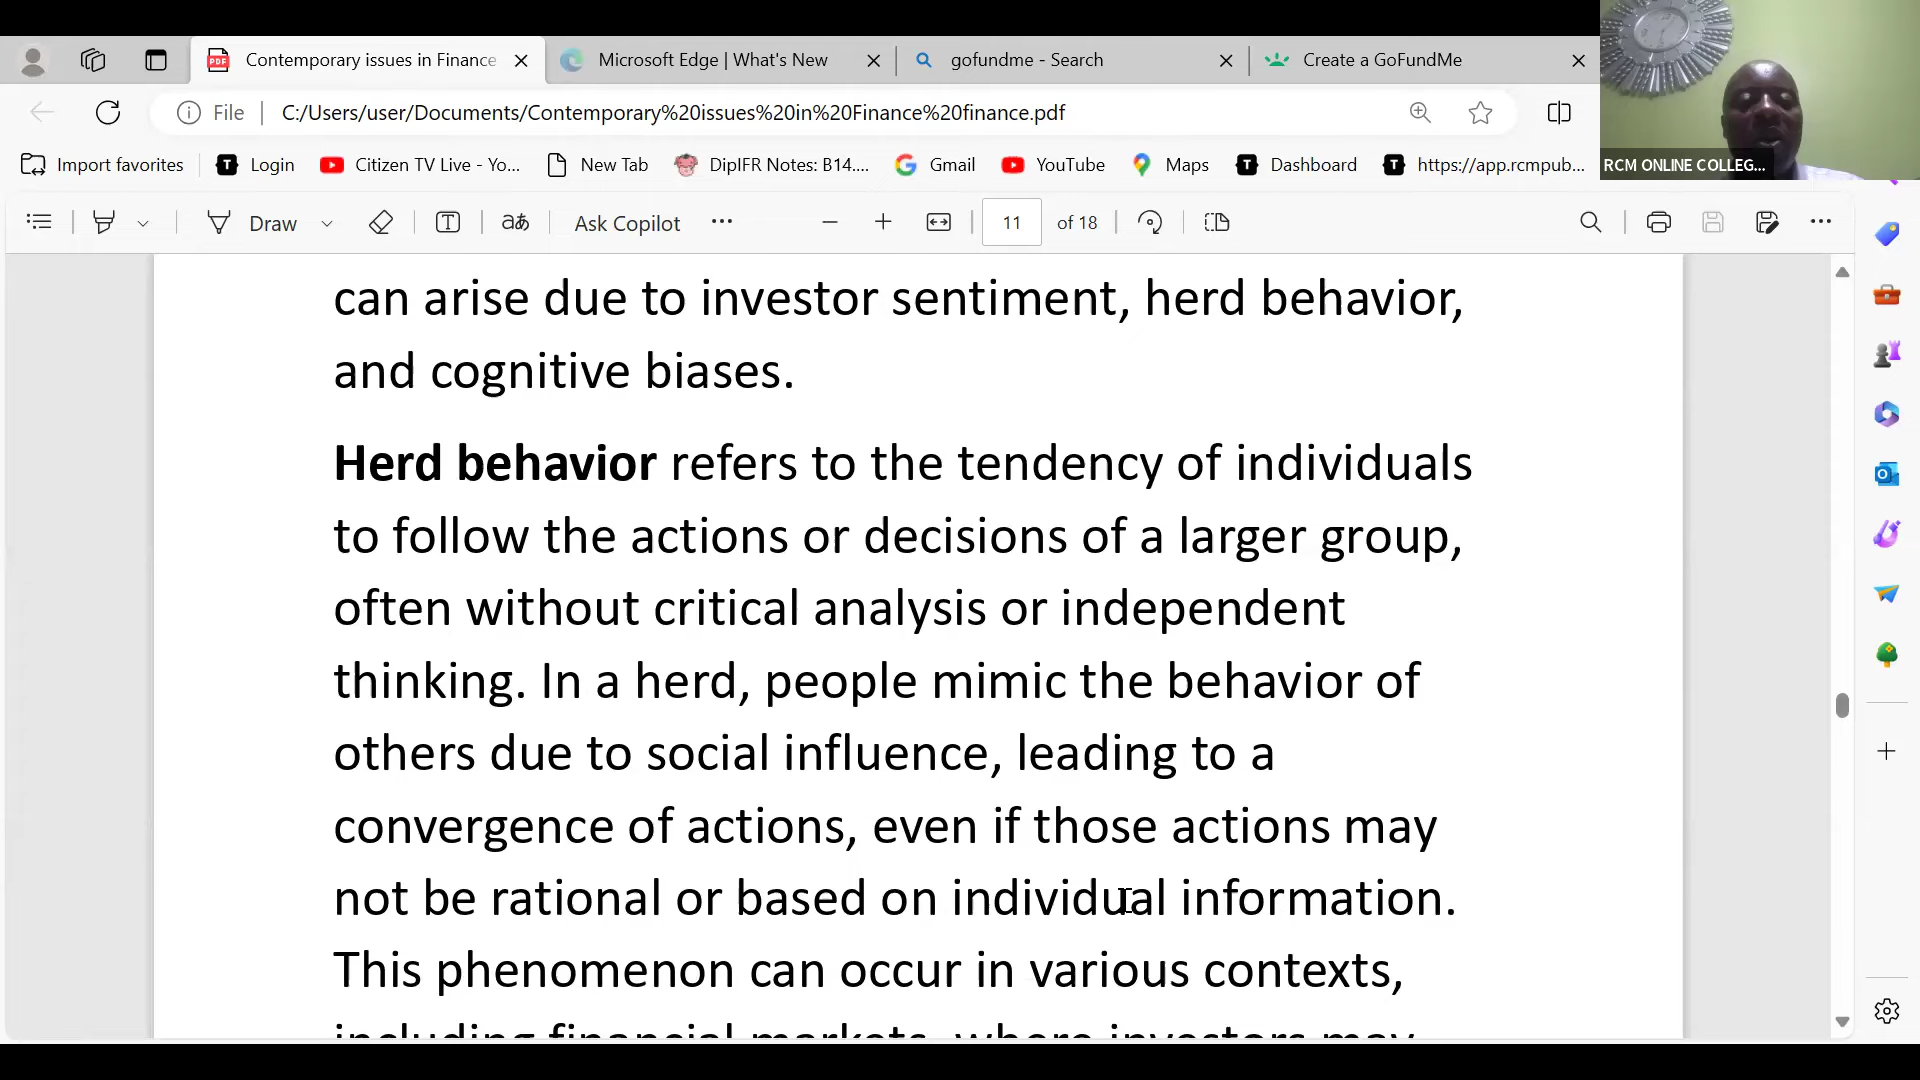 Contemporary issues in Finance
Microsoft Edge | What's New
gofundme - Search
Create a GoFundMe
File
C:/Users/user/Documents/Contemporary%20issues%20in%20Finance%20finance.pdf
Import favorites
Login
Citizen TV Live - Yo...
New Tab
DipIFR Notes: B14....
Gmail
YouTube
Maps
Dashboard
https://app.rcmpub...
RCM ONLINE COLLEG...
Draw
Ask Copilot
11
of 18
can arise due to investor sentiment, herd behavior,
and cognitive biases.
Herd behavior refers to the tendency of individuals
to follow the actions or decisions of a larger group,
often without critical analysis or independent
thinking. In a herd, people mimic the behavior of
others due to social influence, leading to a
convergence of actions, even if those actions may
not be rational or based on individual information.
This phenomenon can occur in various contexts,
including financial markets, where investors may